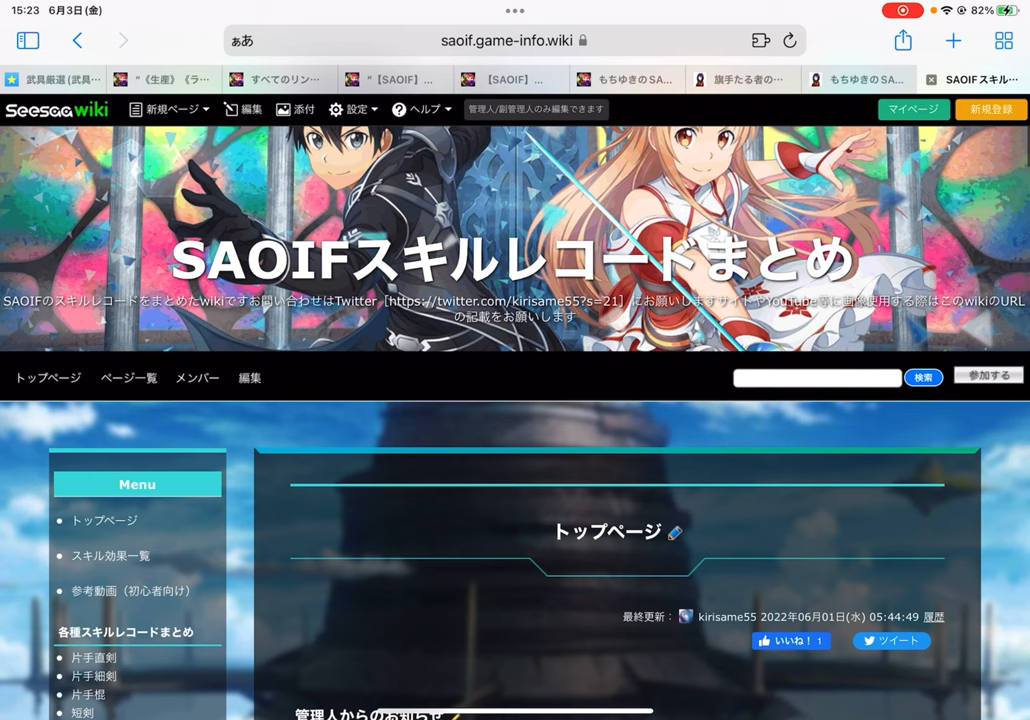 15:23 6月3日(金)
82%
ぁあ
saoif.game-info.wiki
武具厳選(武具…
"《生産》《ラ…
すべてのリン…
"【SAOIF】…
【SAOIF】…
もちゆきのSA…
旗手たる者の…
もちゆきのSA…
SAOIFスキル…
Seesaa wiki
新規ページ
編集
添付
設定
ヘルプ
管理人/副管理人のみ編集できます
マイページ
新規登録
SAOIFスキルレコードまとめ
SAOIFのスキルレコードをまとめたwikiですお問い合わせはTwitter［https://twitter.com/kirisame55?s=21］にお願いしますサイトやYouTube等に画像使用する際はこのwikiのURL
の記載をお願いします
トップページ
ページ一覧
メンバー
編集
検索
参加する
Menu
トップページ
スキル効果一覧
参考動画（初心者向け）
各種スキルレコードまとめ
片手直剣
片手細剣
片手棍
短剣
トップページ
最終更新： kirisame55 2022年06月01日(水) 05:44:49 履歴
いいね！ 1
ツイート
管理人からのお知らせ